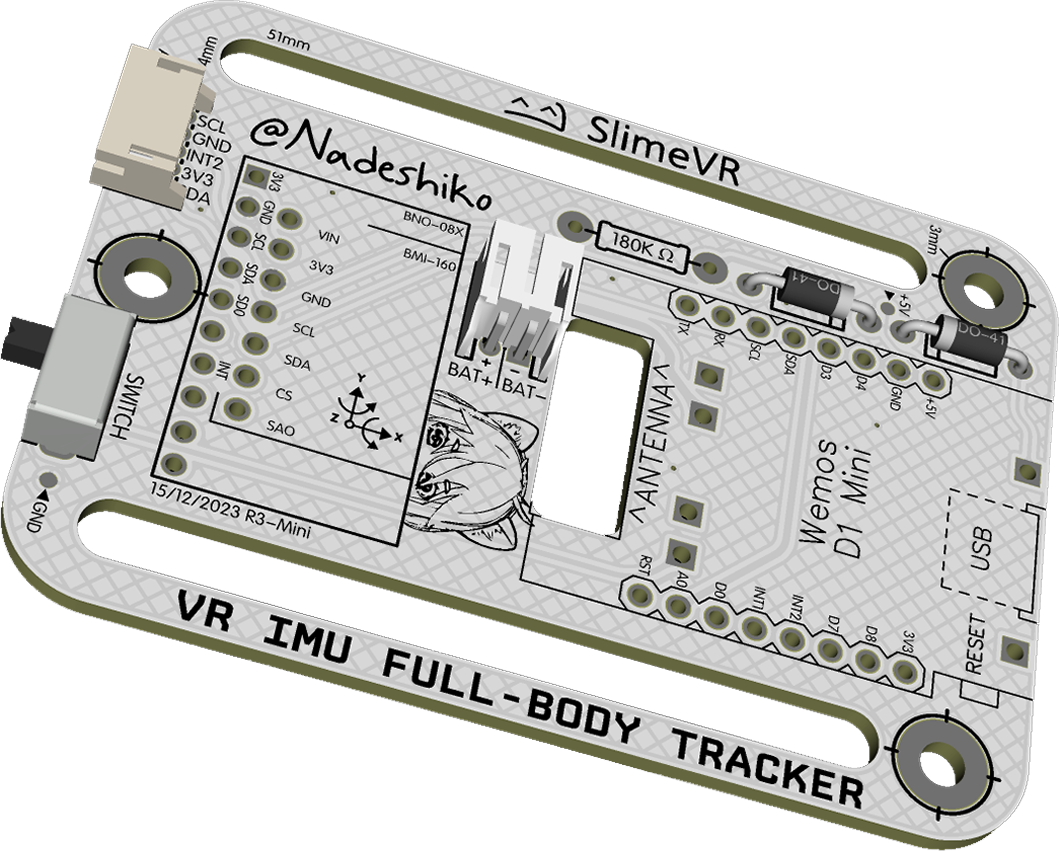 51mm
4mm
SlimeVR
@Nadeshiko
SCL
GND
INT2
3V3
DA
3V3
GND
SCL
SDA
SD0
INT
VIN
3V3
GND
SCL
SDA
CS
SAO
BNO-08X
BMI-160
Y
Z
X
BAT+
BAT-
180K Ω
DO-41
DO-41
3mm
+5V
TX
RX
SCL
SDA
D3
D4
GND
+5V
<ANTENNA<
Wemos
D1 Mini
USB
RESET
RST
A0
D0
INT1
INT2
D7
D8
3V3
SWITCH
GND
15/12/2023 R3-Mini
VR IMU FULL-BODY TRACKER